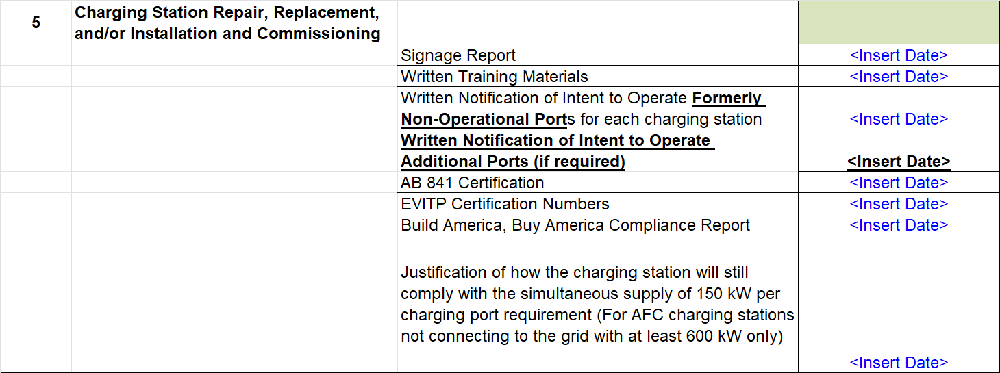 5
Charging Station Repair, Replacement,
and/or Installation and Commissioning
Signage Report
<Insert Date>
Written Training Materials
<Insert Date>
Written Notification of Intent to Operate Formerly
Non-Operational Ports for each charging station
<Insert Date>
Written Notification of Intent to Operate
Additional Ports (if required)
<Insert Date>
AB 841 Certification
<Insert Date>
EVITP Certification Numbers
<Insert Date>
Build America, Buy America Compliance Report
<Insert Date>
Justification of how the charging station will still
comply with the simultaneous supply of 150 kW per
charging port requirement (For AFC charging stations
not connecting to the grid with at least 600 kW only)
<Insert Date>